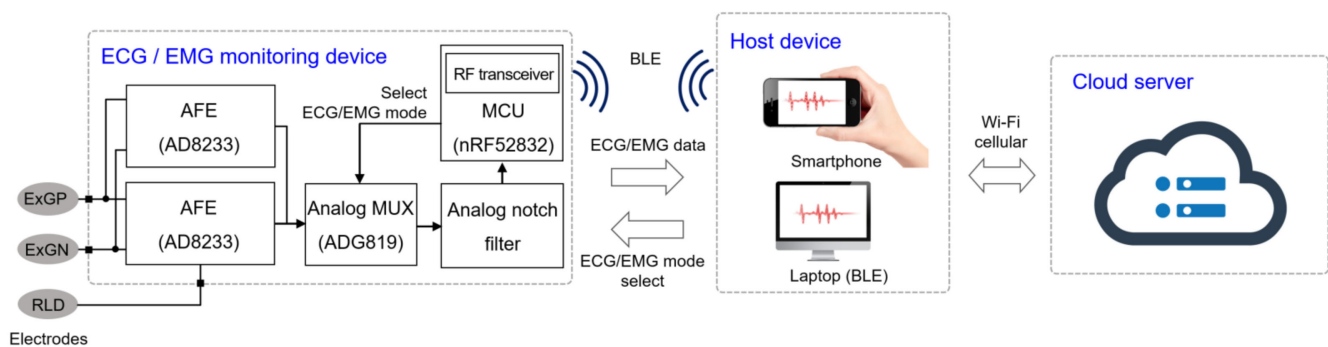 ECG / EMG monitoring device
AFE
(AD8233)
AFE
(AD8233)
Select
ECG/EMG mode
RF transceiver
MCU
(nRF52832)
Analog MUX
(ADG819)
Analog notch
filter
ExGP
ExGN
RLD
Electrodes
BLE
ECG/EMG data
ECG/EMG mode
select
Host device
Smartphone
Laptop (BLE)
Wi-Fi
cellular
Cloud server